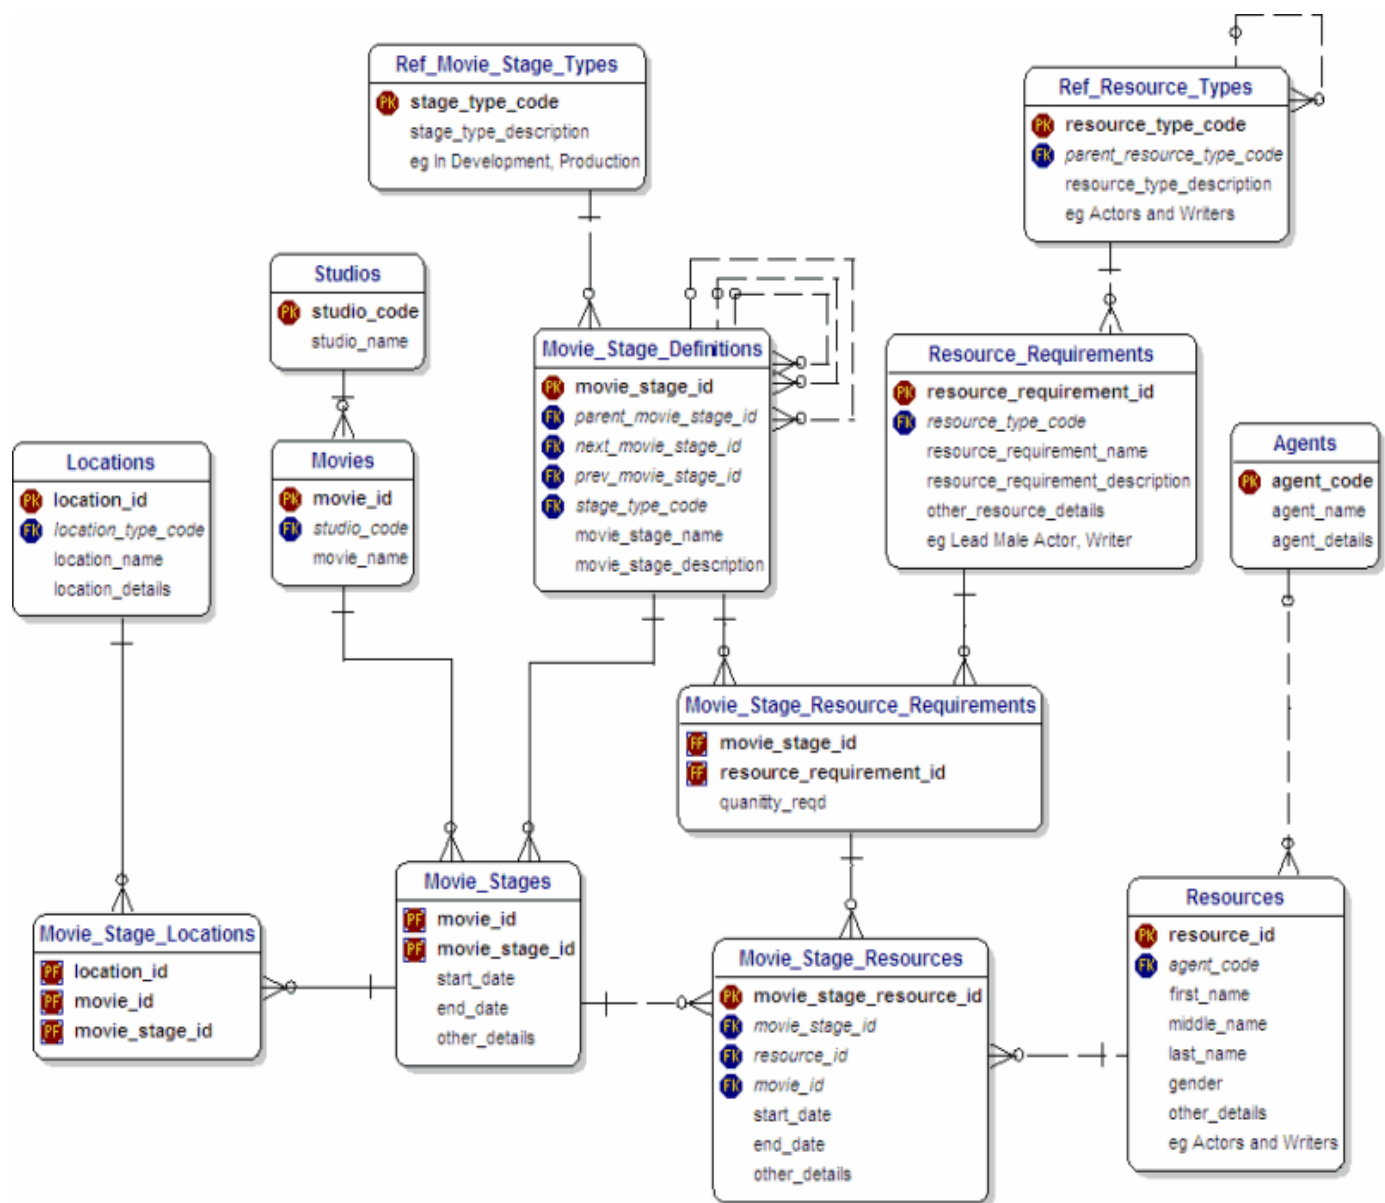 Ref_Movie_Stage_Types
PK stage_type_code
stage_type_description
eg In Development, Production
Ref_Resource_Types
PK resource_type_code
FK parent_resource_type_code
resource_type_description
eg Actors and Writers
Studios
PK studio_code
studio_name
Movie_Stage_Definitions
PK movie_stage_id
FK parent_movie_stage_id
FK next_movie_stage_id
FK prev_movie_stage_id
FK stage_type_code
movie_stage_name
movie_stage_description
Resource_Requirements
PK resource_requirement_id
FK resource_type_code
resource_requirement_name
resource_requirement_description
other_resource_details
eg Lead Male Actor, Writer
Locations
PK location_id
FK location_type_code
location_name
location_details
Movies
PK movie_id
FK studio_code
movie_name
Agents
PK agent_code
agent_name
agent_details
Movie_Stage_Resource_Requirements
FF movie_stage_id
FF resource_requirement_id
quanitty_reqd
Movie_Stages
PF movie_id
PF movie_stage_id
start_date
end_date
other_details
Movie_Stage_Locations
PF location_id
PF movie_id
PF movie_stage_id
Movie_Stage_Resources
PK movie_stage_resource_id
FK movie_stage_id
FK resource_id
FK movie_id
start_date
end_date
other_details
Resources
PK resource_id
FK agent_code
first_name
middle_name
last_name
gender
other_details
eg Actors and Writers